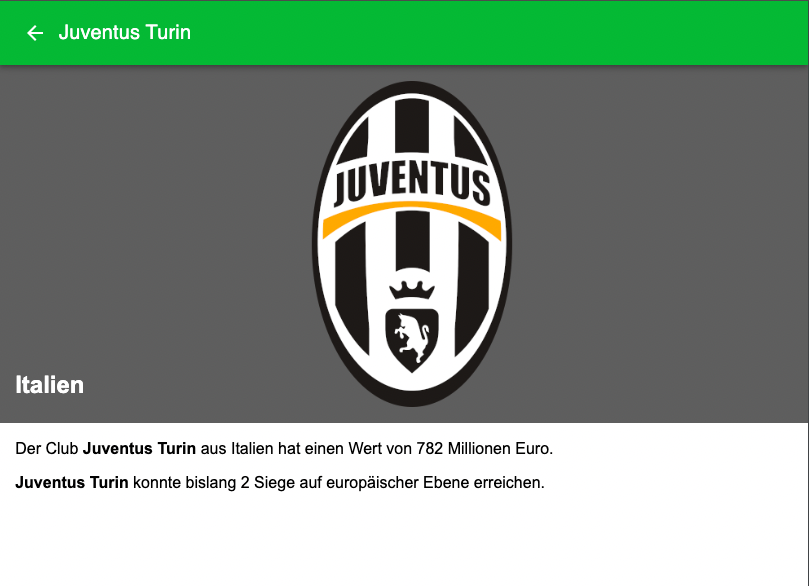 Juventus Turin
JUVENTUS
Italien
Der Club Juventus Turin aus Italien hat einen Wert von 782 Millionen Euro.
Juventus Turin konnte bislang 2 Siege auf europäischer Ebene erreichen.